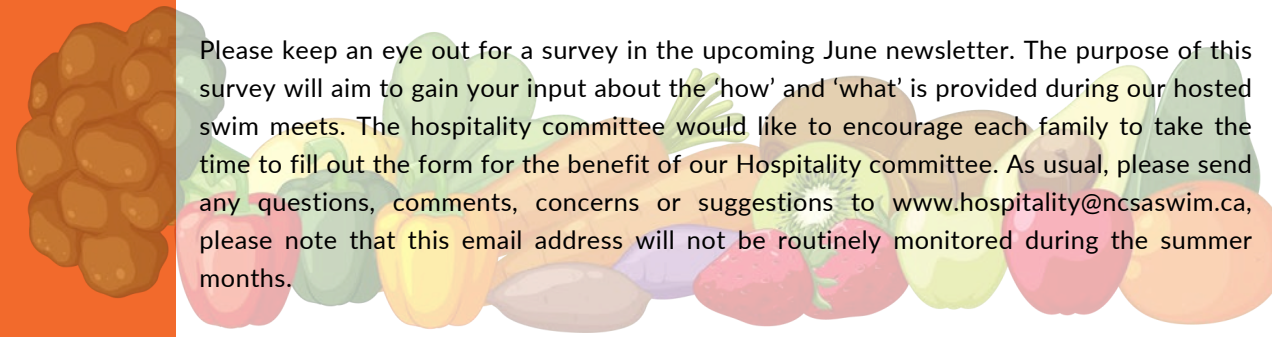 Please keep an eye out for a survey in the upcoming June newsletter. The purpose of this
survey will aim to gain your input about the ‘how’ and ‘what’ is provided during our hosted
swim meets. The hospitality committee would like to encourage each family to take the
time to fill out the form for the benefit of our Hospitality committee. As usual, please send
any questions, comments, concerns or suggestions to www.hospitality@ncsaswim.ca,
please note that this email address will not be routinely monitored during the summer
months.